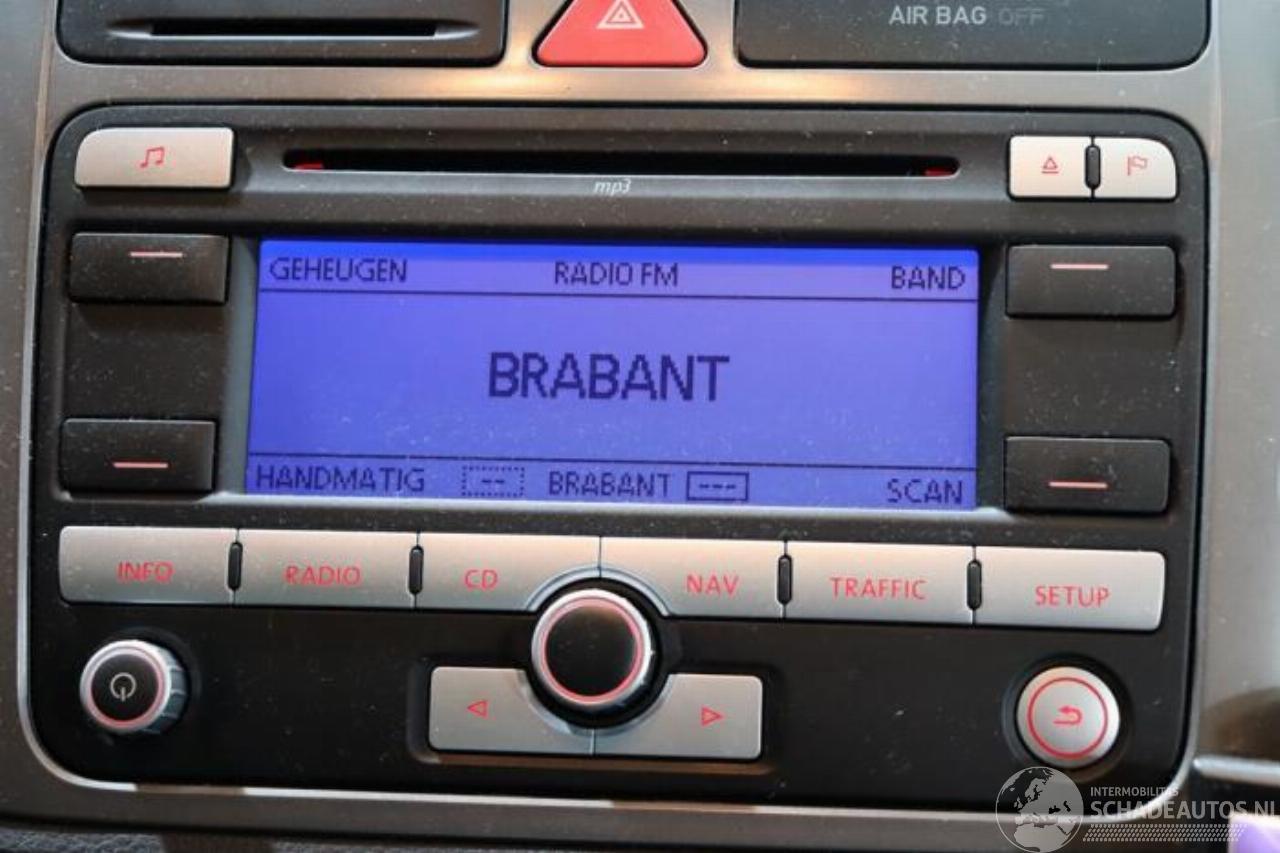 AIR BAG OFF
mp3
GEHEUGEN RADIO FM BAND
BRABANT
HANDMATIG -- BRABANT --- SCAN
INFO RADIO CD NAV TRAFFIC SETUP
INTERMOBILITAS
SCHADEAUTOS.NL